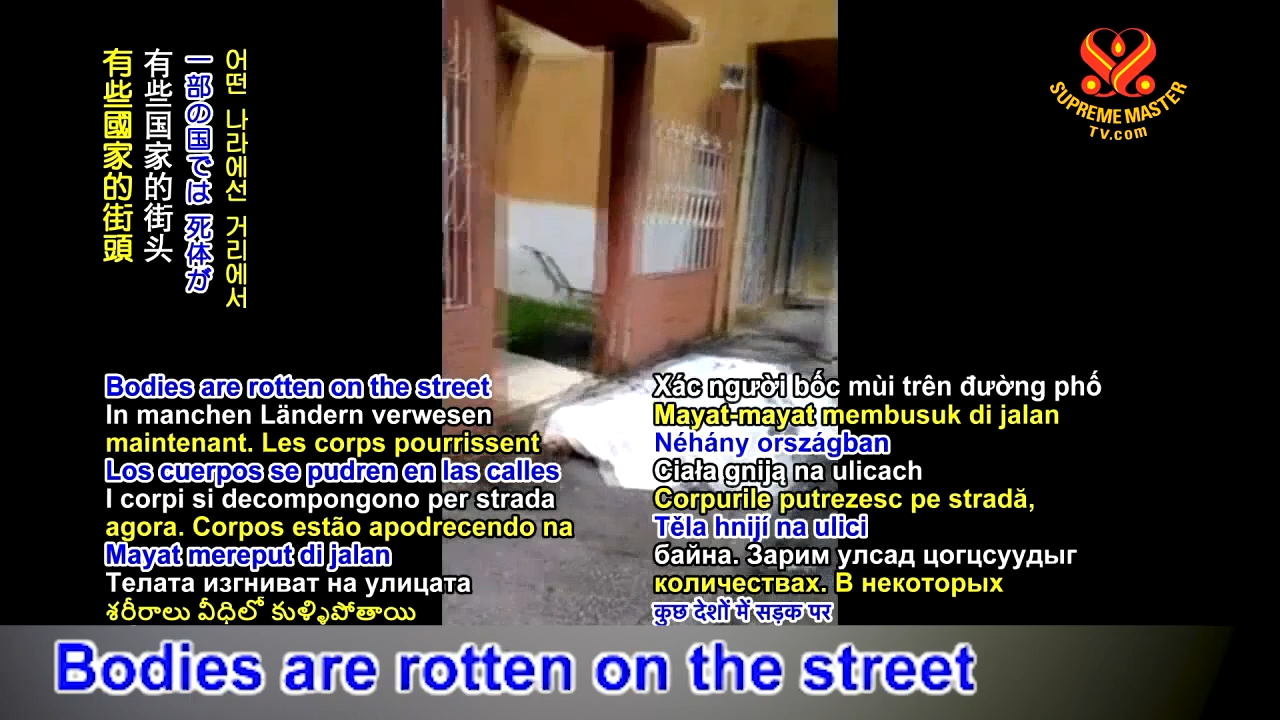 有些國家的街頭
有些国家的街头
一部の国では 死体が
어떤 나라에선 거리에서
SUPREME MASTER
TV.com
Bodies are rotten on the street
In manchen Ländern verwesen
maintenant. Les corps pourrissent
Los cuerpos se pudren en las calles
I corpi si decompongono per strada
agora. Corpos estão apodrecendo na
Mayat mereput di jalan
Телата изгниват на улицата
శరీరాలు వీధిలో కుళ్ళిపోతాయి
Xác người bốc mùi trên đường phố
Mayat-mayat membusuk di jalan
Néhány országban
Ciała gniją na ulicach
Corpurile putrezesc pe stradă,
Těla hnijí na ulici
байна. Зарим улсад цогцсуудыг
количествах. В некоторых
कुछ देशों में सड़क पर
Bodies are rotten on the street